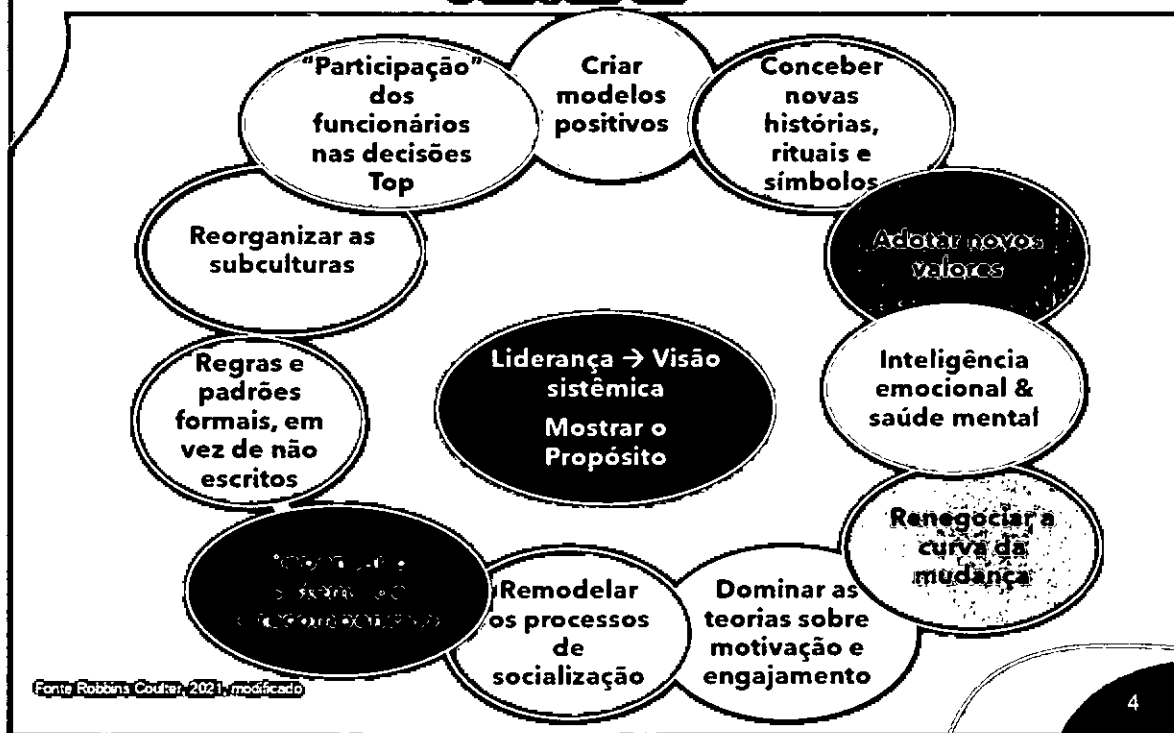 "Participação"
dos
funcionários
nas decisões
Top
Criar
modelos
positivos
Conceber
novas
histórias,
rituais e
símbolos
Adotar novos
valores
Inteligência
emocional &
saúde mental
Renegociar a
curva da
mudança
Dominar as
teorias sobre
motivação e
engajamento
Remodelar
os processos
de
socialização
Regras e
padrões
formais, em
vez de não
escritos
Reorganizar as
subculturas
Liderança → Visão
sistêmica
Mostrar o
Propósito
Fonte Robbins Coulter, 2021, modificado
4